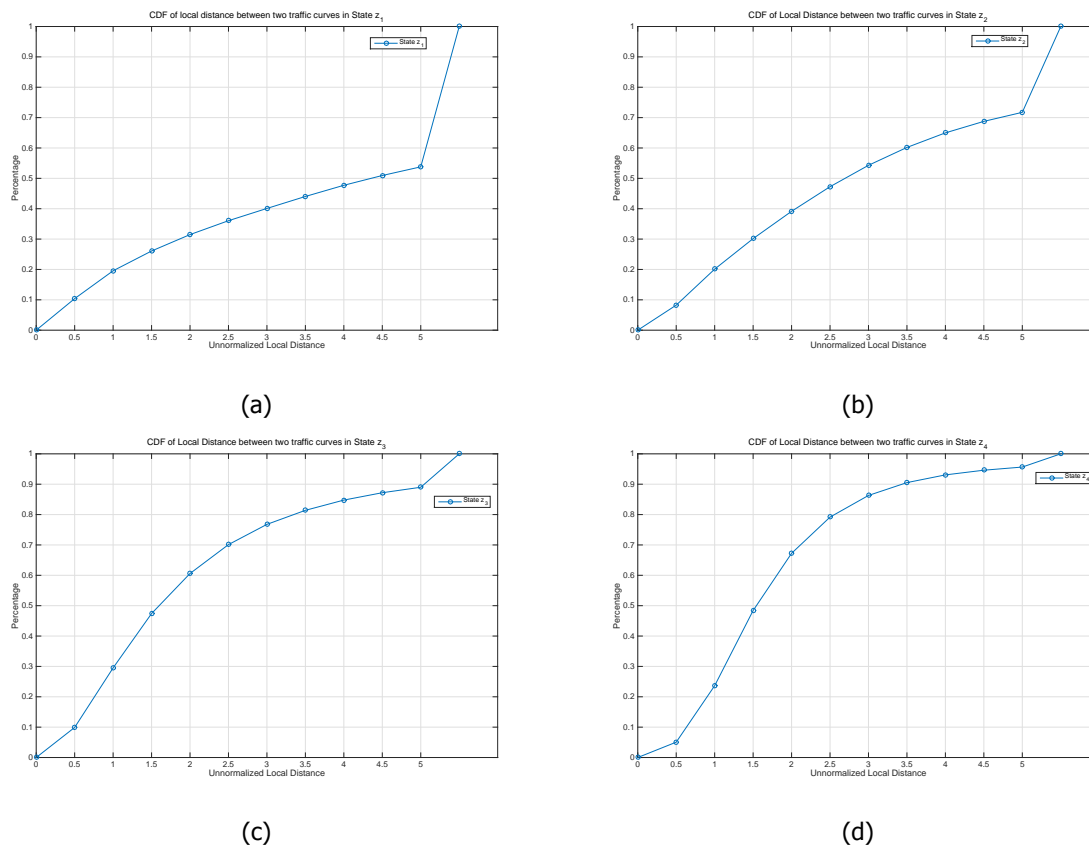 CDF of local distance between two traffic curves in State z1
State z1
Percentage
1
0.9
0.8
0.7
0.6
0.5
0.4
0.3
0.2
0.1
0
0 0.5 1 1.5 2 2.5 3 3.5 4 4.5 5
Unnormalized Local Distance
(a)
CDF of Local Distance between two traffic curves in State z2
State z2
Percentage
1
0.9
0.8
0.7
0.6
0.5
0.4
0.3
0.2
0.1
0
0 0.5 1 1.5 2 2.5 3 3.5 4 4.5 5
Unnormalized Local Distance
(b)
CDF of Local Distance between two traffic curves in State z3
State z3
Percentage
1
0.9
0.8
0.7
0.6
0.5
0.4
0.3
0.2
0.1
0
0 0.5 1 1.5 2 2.5 3 3.5 4 4.5 5
Unnormalized Local Distance
(c)
CDF of Local Distance between two traffic curves in State z4
State z4
Percentage
1
0.9
0.8
0.7
0.6
0.5
0.4
0.3
0.2
0.1
0
0 0.5 1 1.5 2 2.5 3 3.5 4 4.5 5
Unnormalized Local Distance
(d)